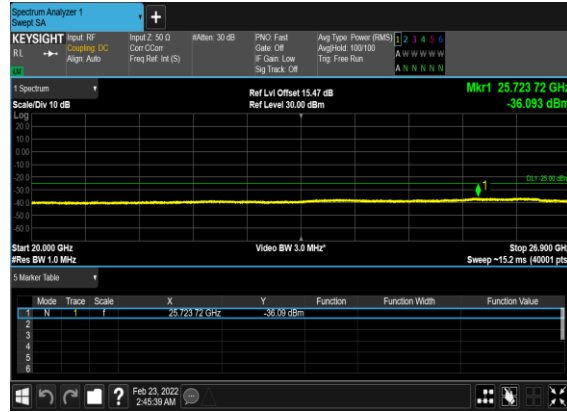 Spectrum Analyzer 1
Swept SA
+
KEYSIGHT Input: RF Input Z: 50 Ω #Atten: 30 dB PNO: Fast Avg Type: Power (RMS) 1 2 3 4 5 6
RL Coupling: DC Corr CCorr Gate: Off Avg|Hold: 100/100 A W W W W W
Align: Auto Freq Ref: Int (S) IF Gain: Low Trig: Free Run
Sig Track: Off A N N N N N
1 Spectrum Ref Lvl Offset 15.47 dB Mkr1 25.723 72 GHz
Scale/Div 10 dB Ref Level 30.00 dBm -36.093 dBm
Log
20.0
10.0
0.00
-10.0
-20.0
DL1 -25.00 dBm
1
-30.0
-40.0
-50.0
-60.0
Start 20.000 GHz Video BW 3.0 MHz* Stop 26.900 GHz
#Res BW 1.0 MHz Sweep ~15.2 ms (40001 pts)
5 Marker Table
Mode Trace Scale X Y Function Function Width Function Value
1 N 1 f 25.723 72 GHz -36.09 dBm
2
3
4
5
6
? Feb 23, 2022
2:45:39 AM